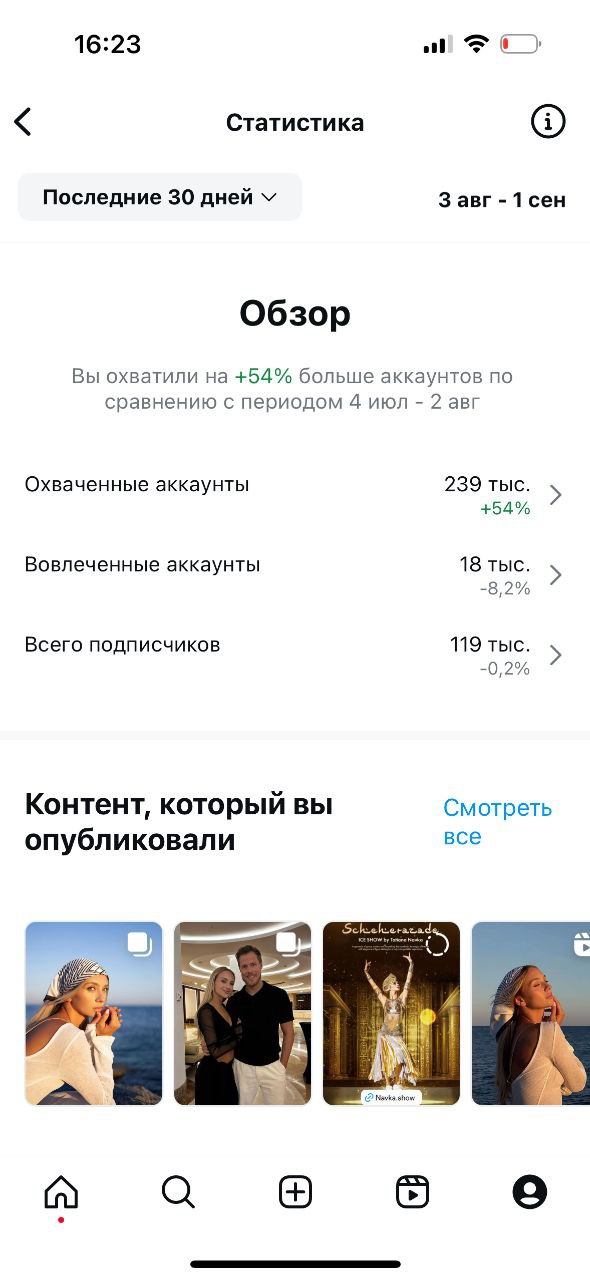 16:23
Статистика
Последние 30 дней
3 авг - 1 сен
Обзор
Вы охватили на +54% больше аккаунтов по
сравнению с периодом 4 июл - 2 авг
Охваченные аккаунты
239 тыс.
+54%
Вовлеченные аккаунты
18 тыс.
-8,2%
Всего подписчиков
119 тыс.
-0,2%
Контент, который вы
опубликовали
Смотреть
все
Scheherazade
ICE SHOW by Tatiana Navka
Navka.show